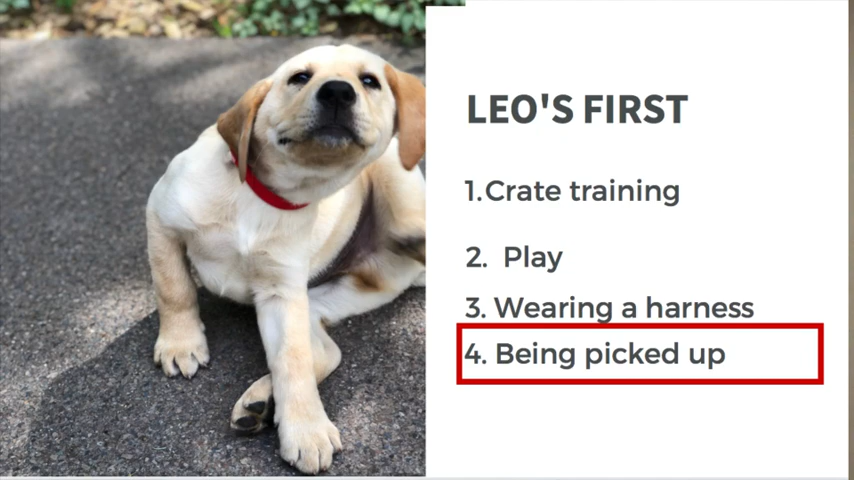 LEO'S FIRST
1.Crate training
2. Play
3. Wearing a harness
4. Being picked up